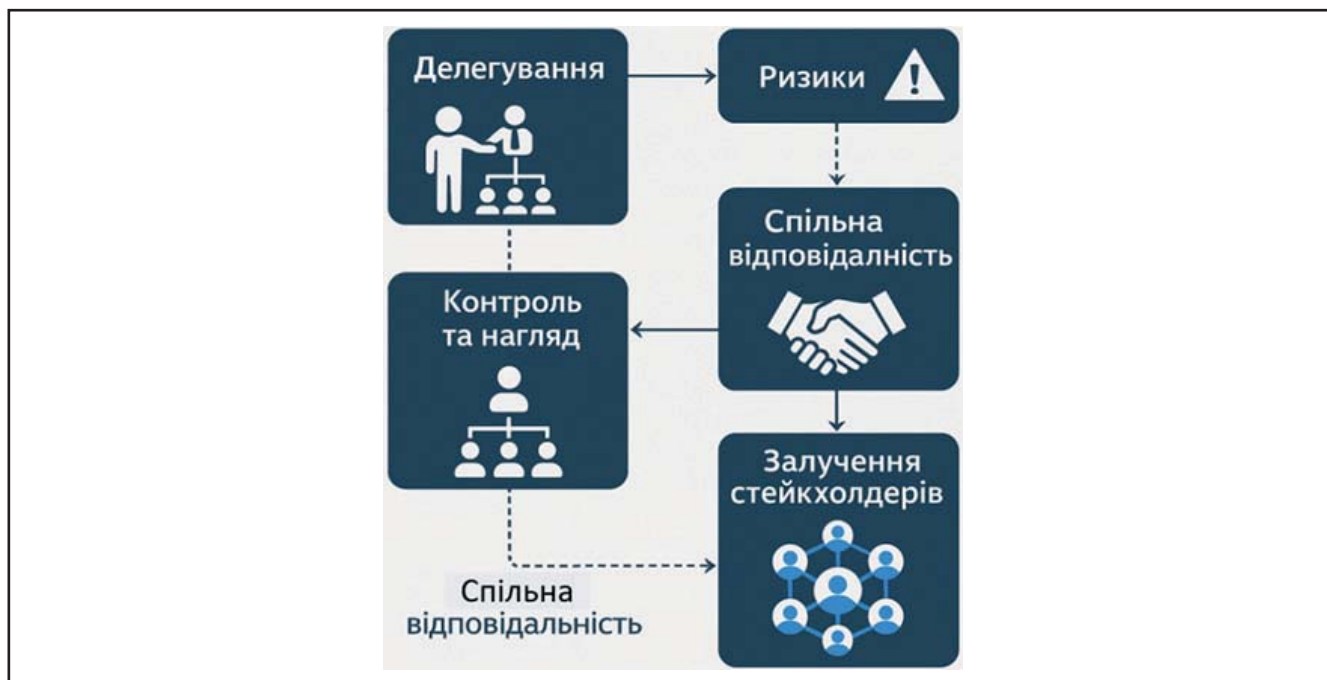 Делегування
Ризики
Спільна
відповідалність
Контроль
та нагляд
Залучення
стейкхолдерів
Спільна
відповідальність